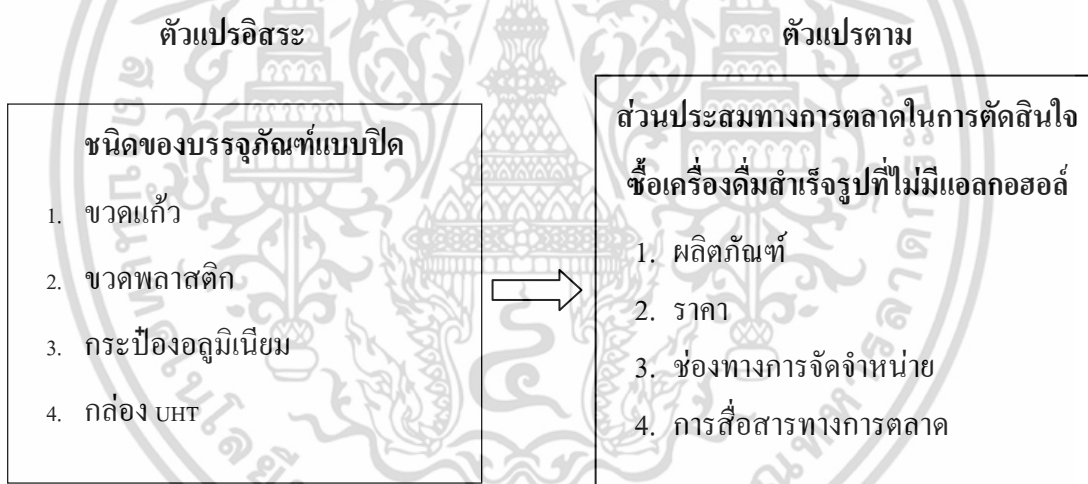 ตัวแปรอิสระ
ชนิดของบรรจุภัณฑ์แบบปิด
1. ขวดแก้ว
2. ขวดพลาสติก
3. กระป๋องอลูมิเนียม
4. กล่อง UHT
ตัวแปรตาม
ส่วนประสมทางการตลาดในการตัดสินใจ
ซื้อเครื่องดื่มสำเร็จรูปที่ไม่มีแอลกอฮอล์
1. ผลิตภัณฑ์
2. ราคา
3. ช่องทางการจัดจำหน่าย
4. การสื่อสารทางการตลาด